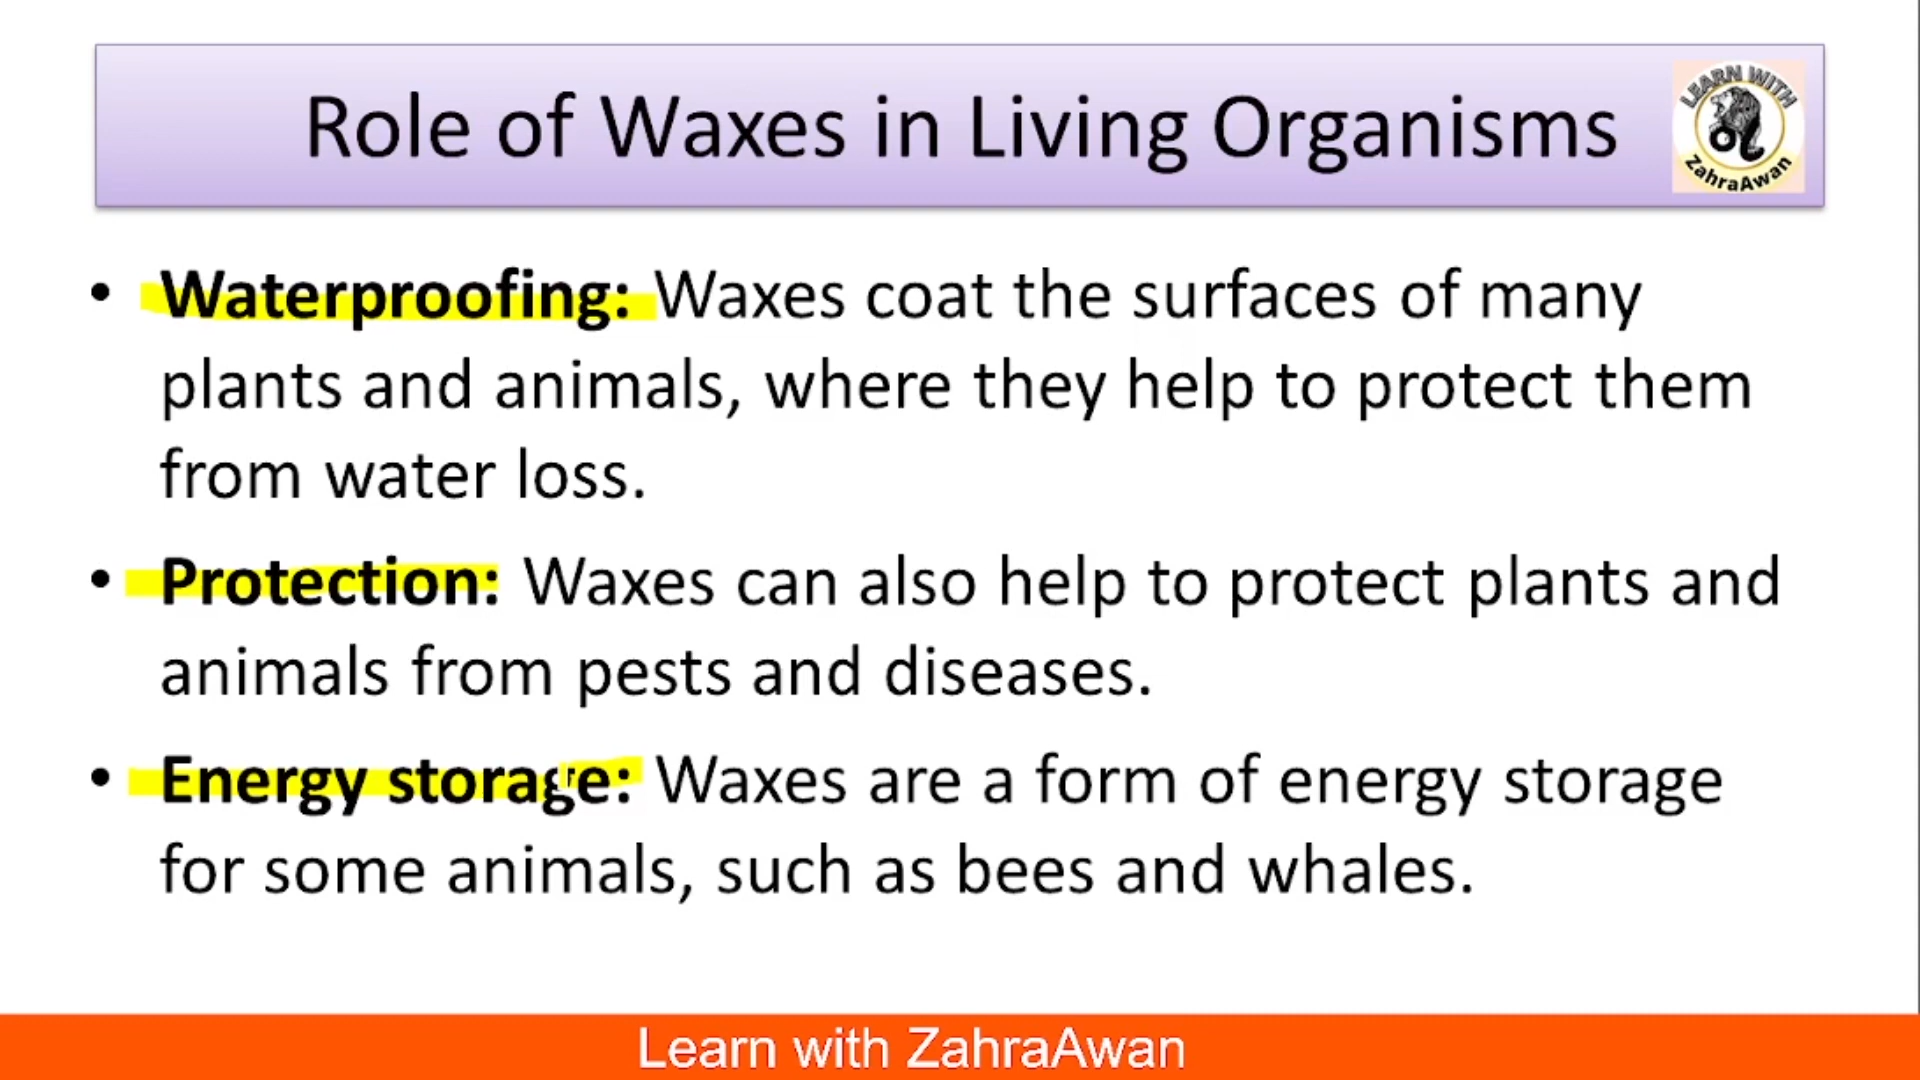 Role of Waxes in Living Organisms
LEARN WITH
ZahraAwan
• Waterproofing: Waxes coat the surfaces of many
plants and animals, where they help to protect them
from water loss.
• Protection: Waxes can also help to protect plants and
animals from pests and diseases.
• Energy storage: Waxes are a form of energy storage
for some animals, such as bees and whales.
Learn with ZahraAwan